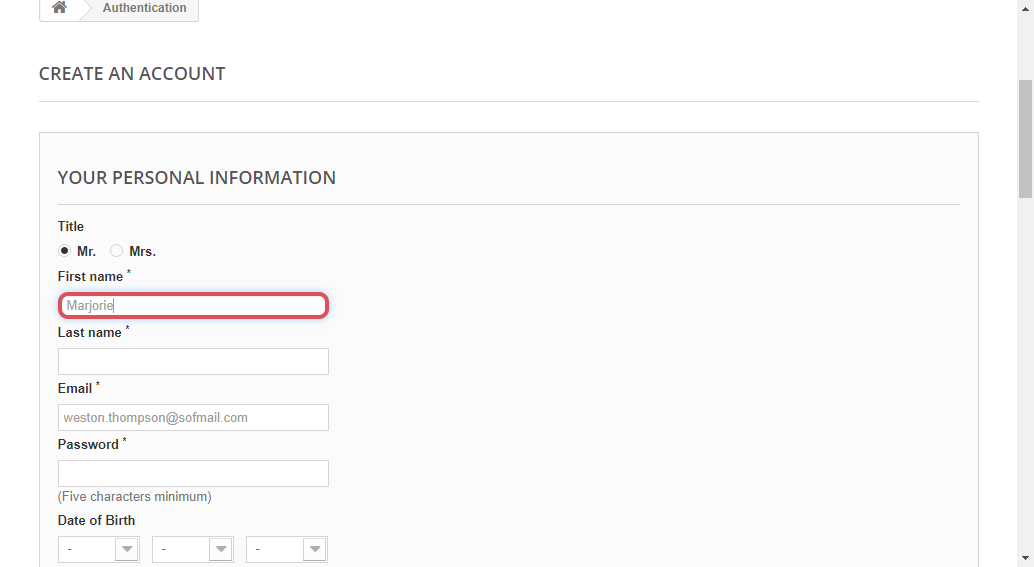 Authentication
CREATE AN ACCOUNT
YOUR PERSONAL INFORMATION
Title
Mr. Mrs.
First name *
Marjorie
Last name *
Email *
weston.thompson@sofmail.com
Password *
(Five characters minimum)
Date of Birth
- - -